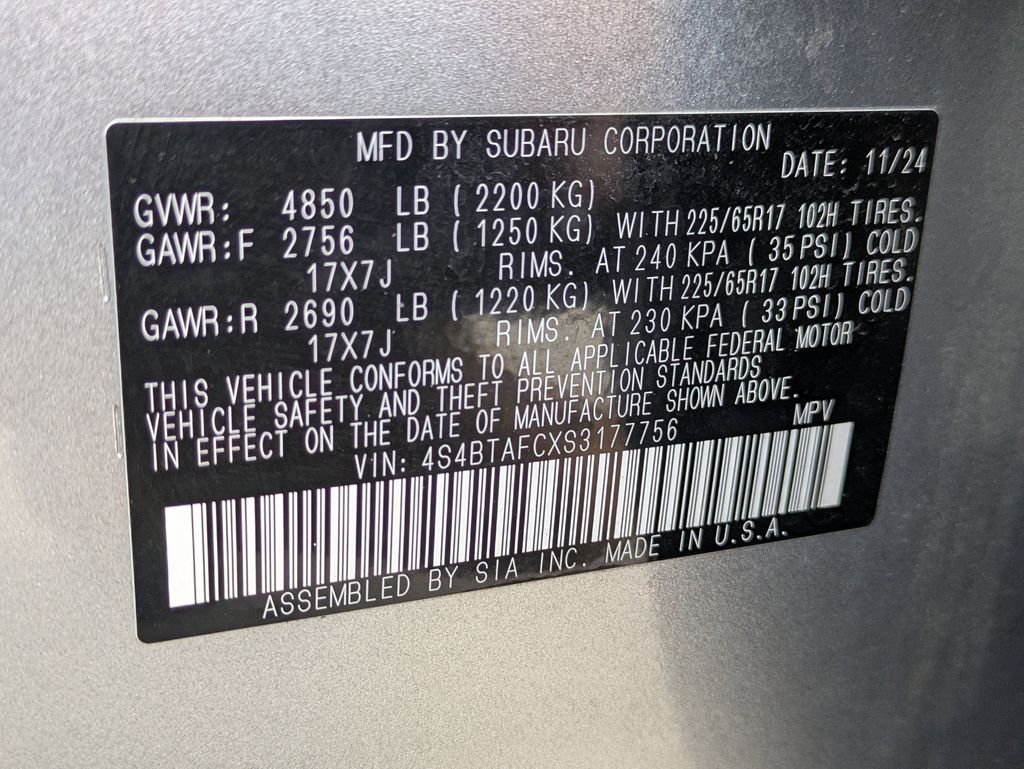 MFD BY SUBARU CORPORATION
DATE: 11/24
GVWR: 4850 LB ( 2200 KG)
GAWR:F 2756 LB ( 1250 KG) WITH 225/65R17 102H TIRES.
17X7J RIMS. AT 240 KPA ( 35 PSI) COLD
GAWR:R 2690 LB ( 1220 KG) WITH 225/65R17 102H TIRES.
17X7J RIMS. AT 230 KPA ( 33 PSI) COLD
THIS VEHICLE CONFORMS TO ALL APPLICABLE FEDERAL MOTOR
VEHICLE SAFETY AND THEFT PREVENTION STANDARDS
IN EFFECT ON THE DATE OF MANUFACTURE SHOWN ABOVE.
VIN: 4S4BTAFCXS3177756 MPV
ASSEMBLED BY SIA INC. MADE IN U.S.A.